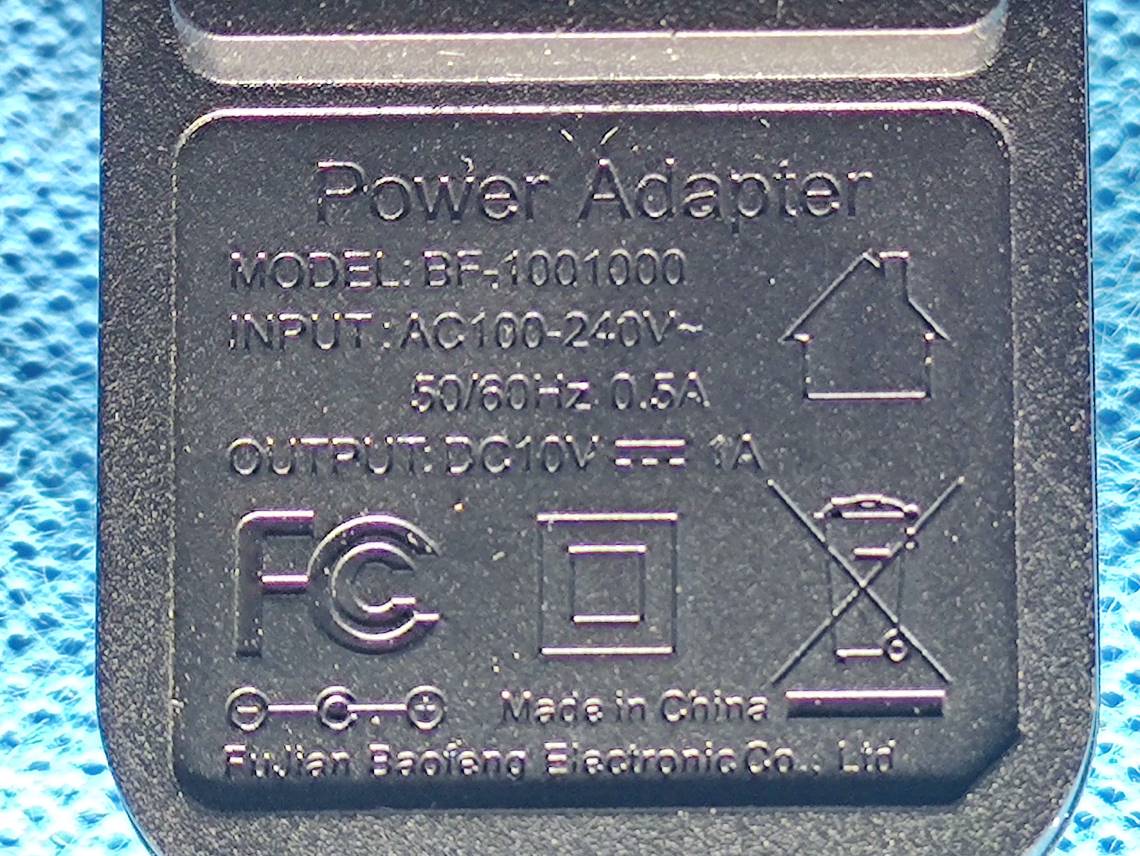 Power Adapter
MODEL: BF-1001000
INPUT: AC100-240V~
50/60Hz 0.5A
OUTPUT: DC10V ⎓ 1A
FC
Made in China
FuJian Baofeng Electronic Co., Ltd